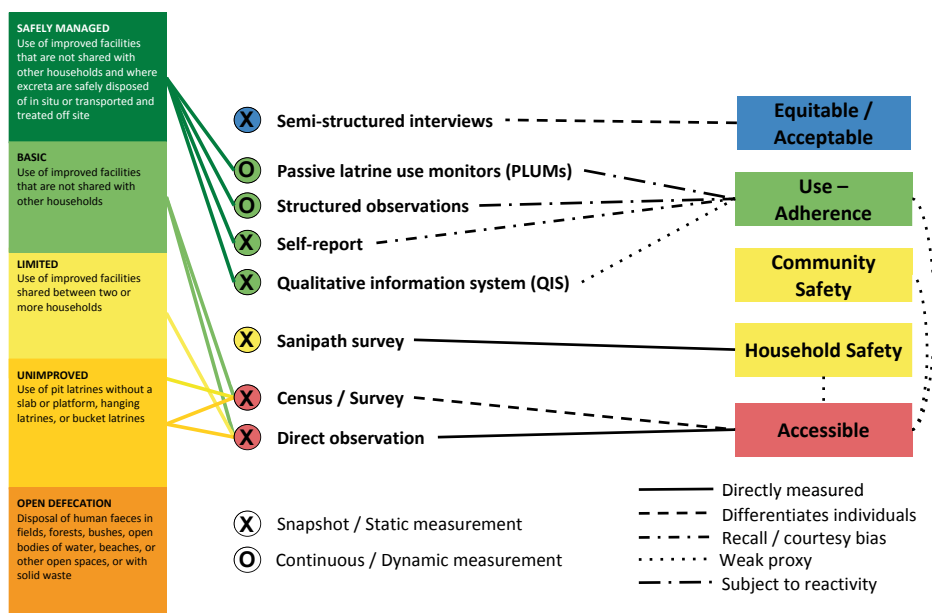 SAFELY MANAGED
Use of improved facilities
that are not shared with
other households and where
excreta are safely disposed
of in situ or transported and
treated off site
BASIC
Use of improved facilities
that are not shared with
other households
LIMITED
Use of improved facilities
shared between two or
more households
UNIMPROVED
Use of pit latrines without a
slab or platform, hanging
latrines, or bucket latrines
OPEN DEFECATION
Disposal of human faeces in
fields, forests, bushes, open
bodies of water, beaches, or
other open spaces, or with
solid waste
X Semi-structured interviews
O Passive latrine use monitors (PLUMs)
O Structured observations
X Self-report
X Qualitative information system (QIS)
X Sanipath survey
X Census / Survey
X Direct observation
X Snapshot / Static measurement
O Continuous / Dynamic measurement
Equitable /
Acceptable
Use –
Adherence
Community
Safety
Household Safety
Accessible
Directly measured
Differentiates individuals
Recall / courtesy bias
Weak proxy
Subject to reactivity